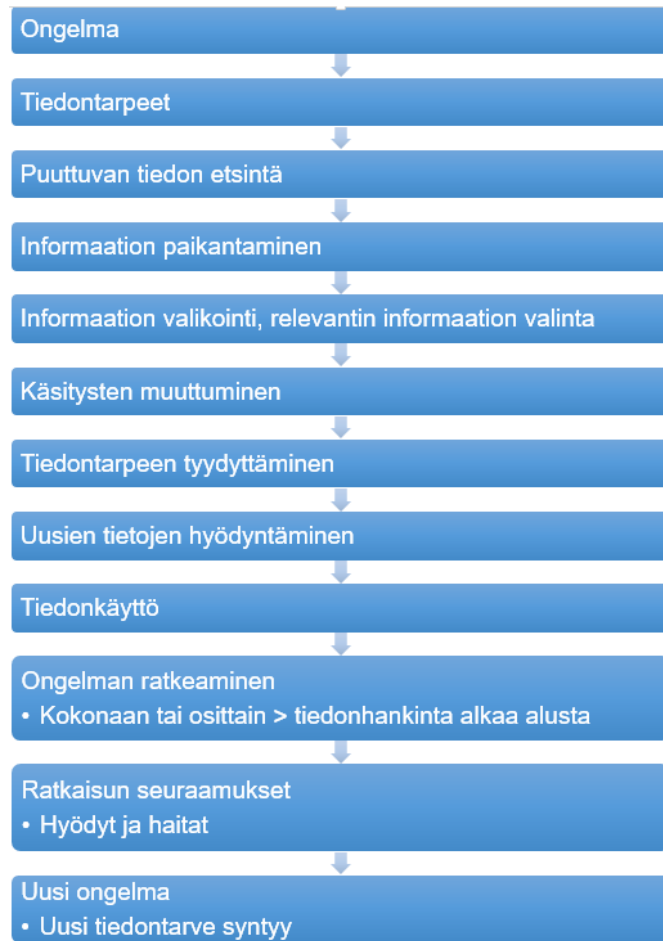 Ongelma
Tiedontarpeet
Puuttuvan tiedon etsintä
Informaation paikantaminen
Informaation valikointi, relevantin informaation valinta
Käsitysten muuttuminen
Tiedontarpeen tyydyttäminen
Uusien tietojen hyödyntäminen
Tiedonkäyttö
Ongelman ratkeaminen
• Kokonaan tai osittain > tiedonhankinta alkaa alusta
Ratkaisun seuraamukset
• Hyödyt ja haitat
Uusi ongelma
• Uusi tiedontarve syntyy